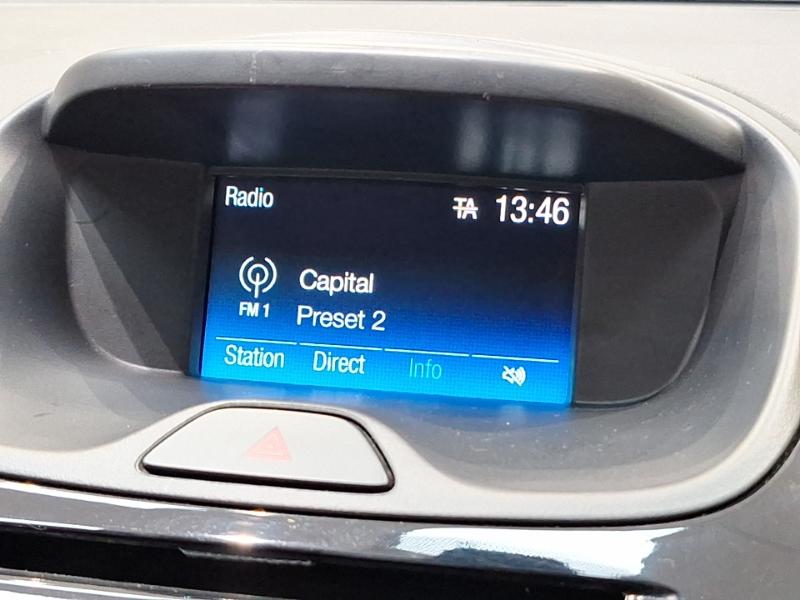 Radio
TA 13:46
Capital
FM 1
Preset 2
Station Direct Info